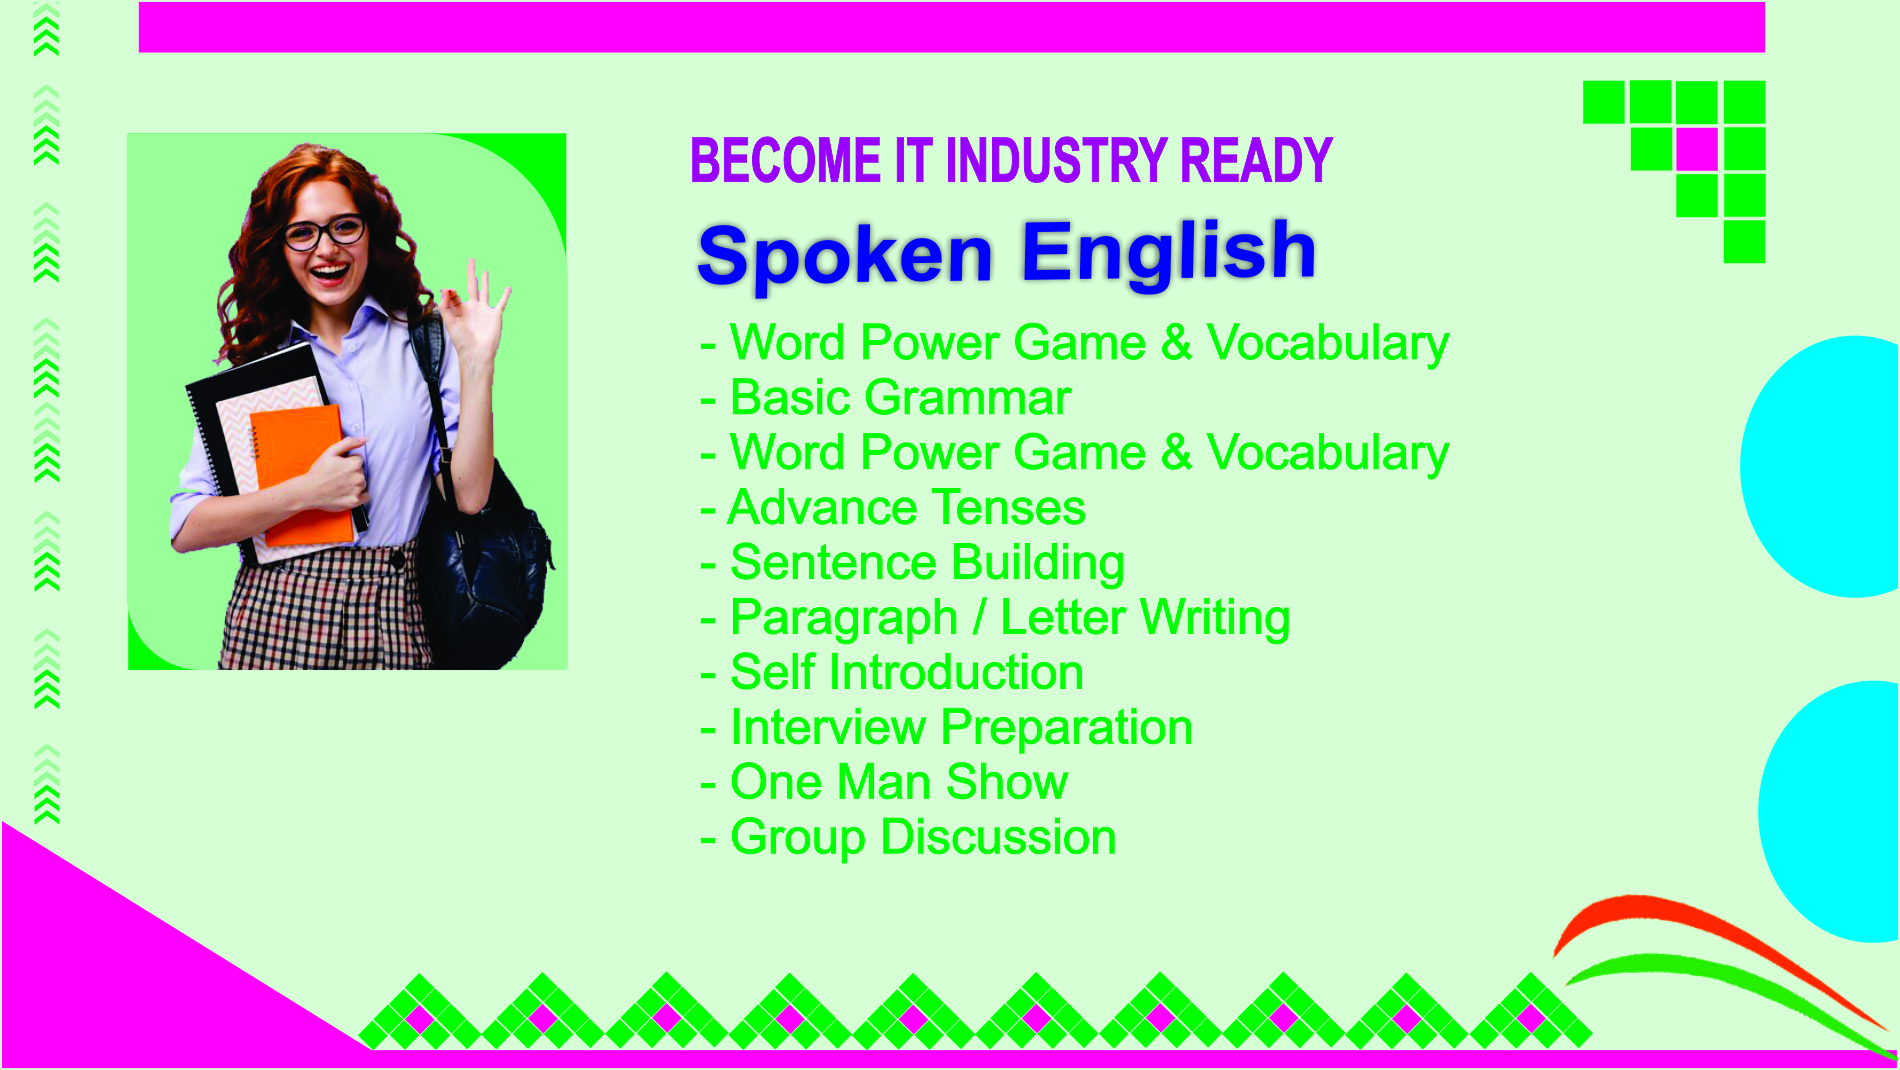 BECOME IT INDUSTRY READY
Spoken English
- Word Power Game & Vocabulary
- Basic Grammar
- Word Power Game & Vocabulary
- Advance Tenses
- Sentence Building
- Paragraph / Letter Writing
- Self Introduction
- Interview Preparation
- One Man Show
- Group Discussion